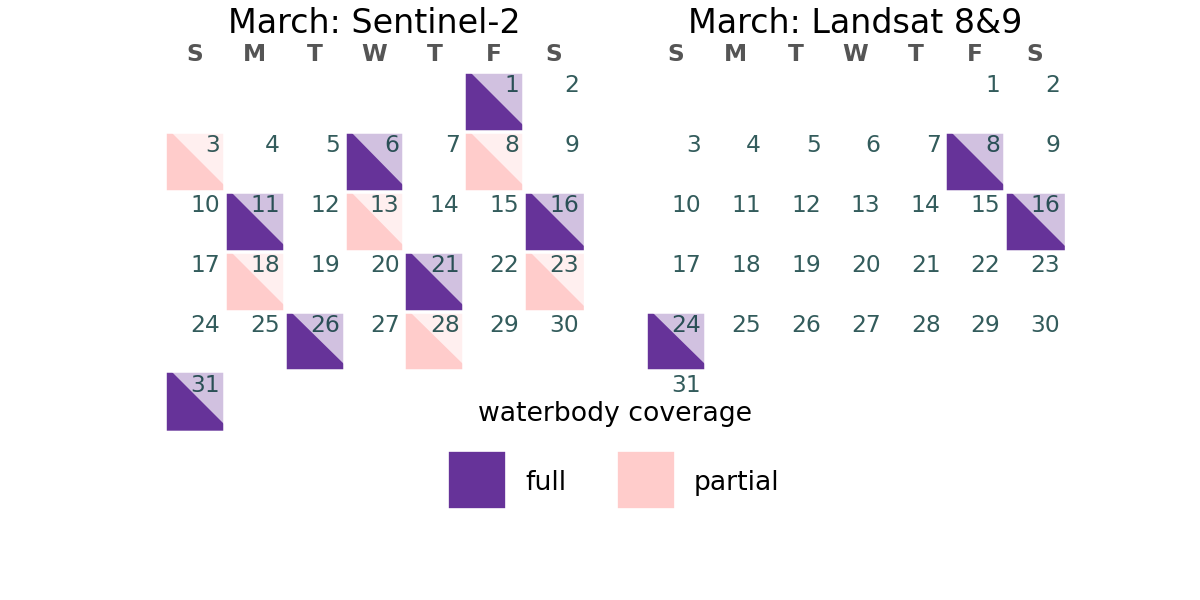 March: Sentinel-2
S M T W T F S
1 2
3 4 5 6 7 8 9
10 11 12 13 14 15 16
17 18 19 20 21 22 23
24 25 26 27 28 29 30
31
March: Landsat 8&9
S M T W T F S
1 2
3 4 5 6 7 8 9
10 11 12 13 14 15 16
17 18 19 20 21 22 23
24 25 26 27 28 29 30
31
waterbody coverage
full partial